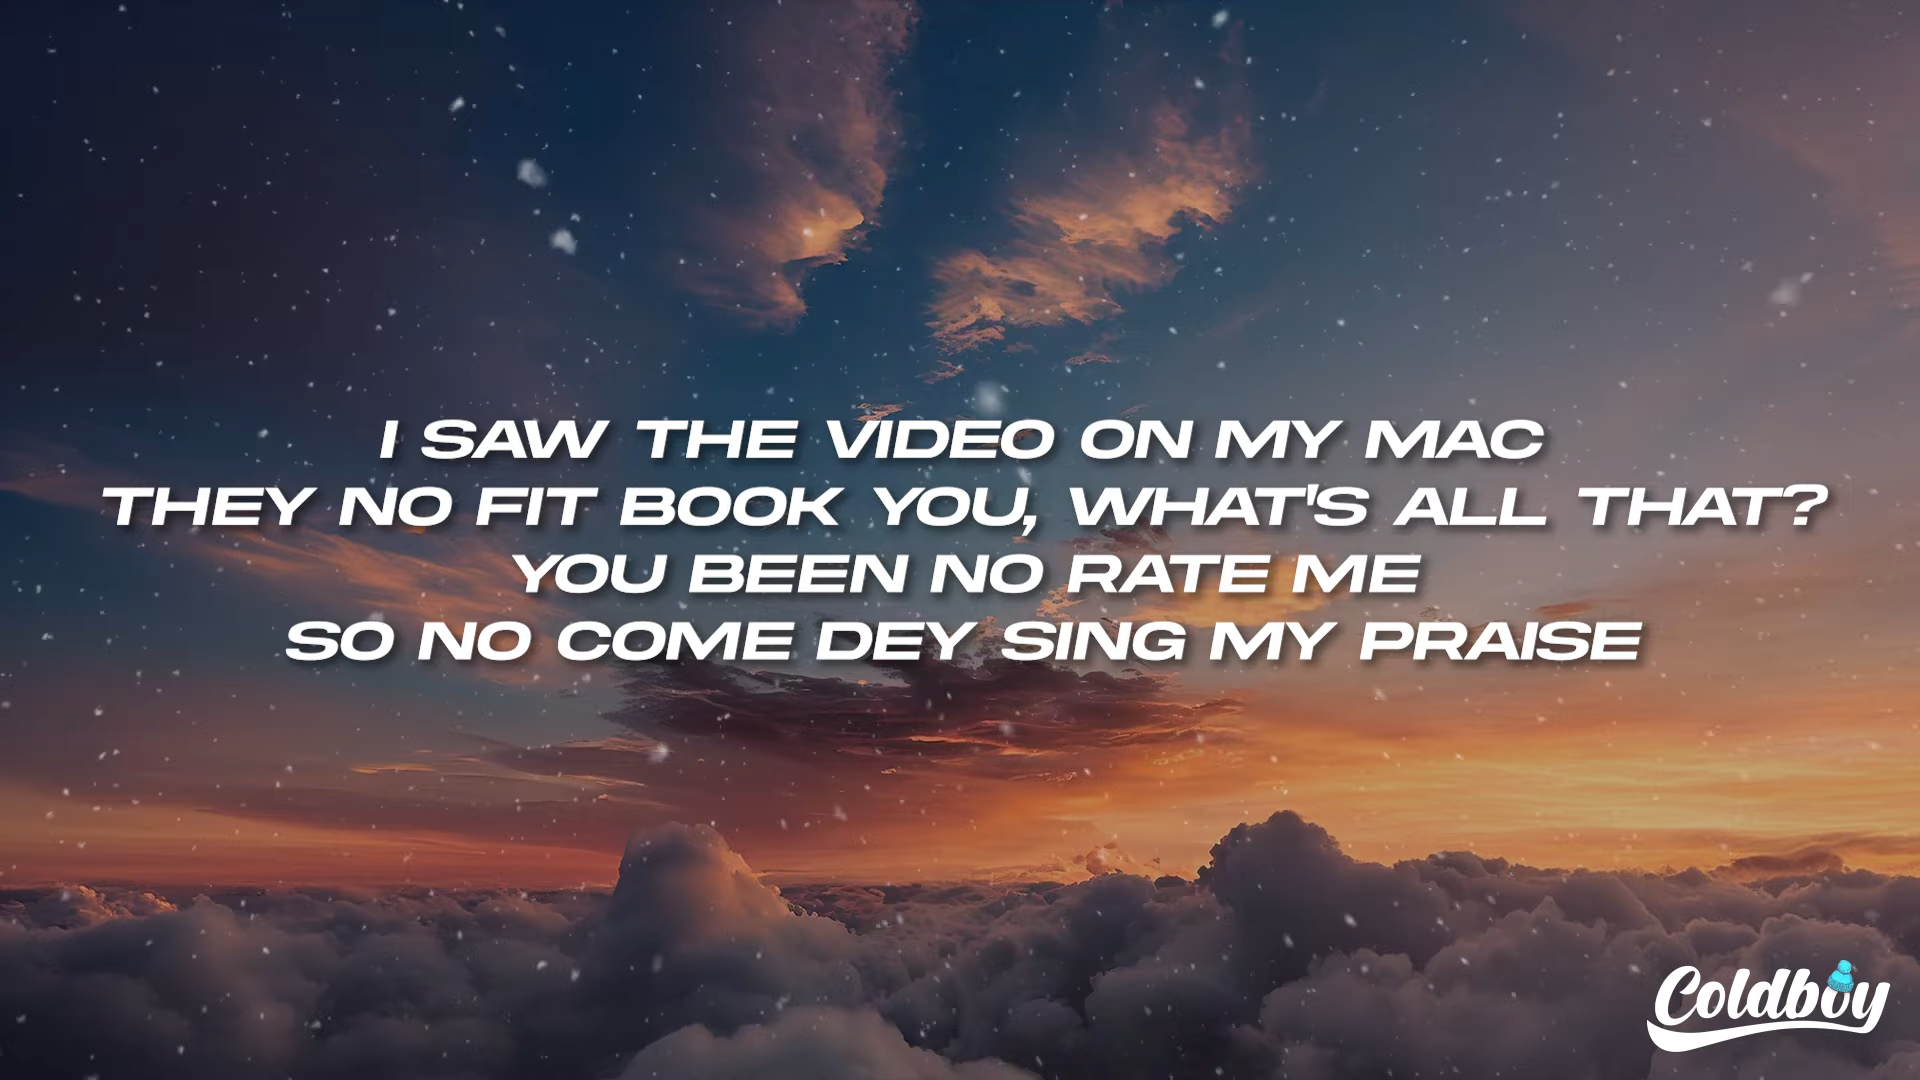 I SAW THE VIDEO ON MY MAC
THEY NO FIT BOOK YOU, WHAT'S ALL THAT?
YOU BEEN NO RATE ME
SO NO COME DEY SING MY PRAISE
Coldboy